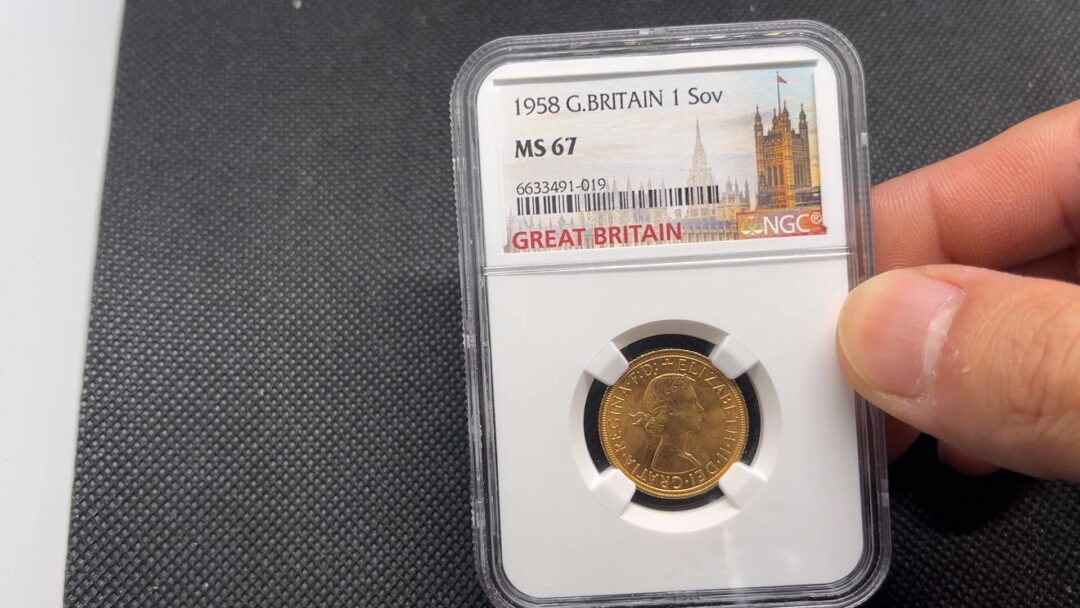 1958 G.BRITAIN 1 Sov
MS 67
6633491-019
GREAT BRITAIN
NGC®
+ELIZABETH·II·DEI·GRATIA·REGINA·F:D: